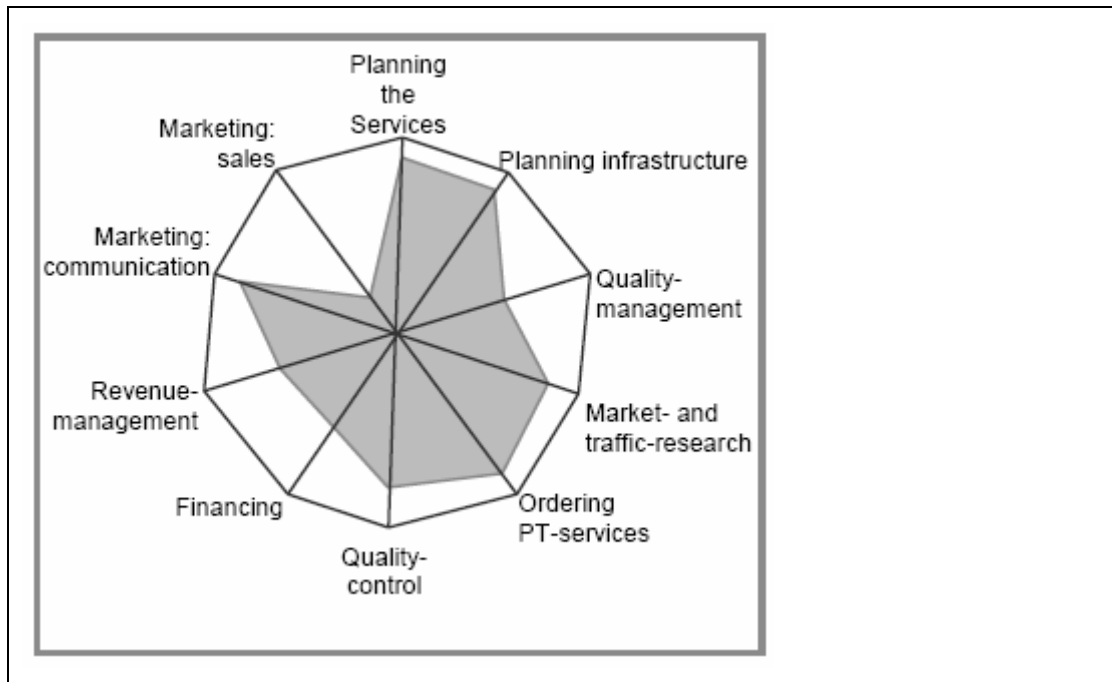 Planning
the
Services
Planning infrastructure
Quality-
management
Market- and
traffic-research
Ordering
PT-services
Quality-
control
Financing
Revenue-
management
Marketing:
communication
Marketing:
sales